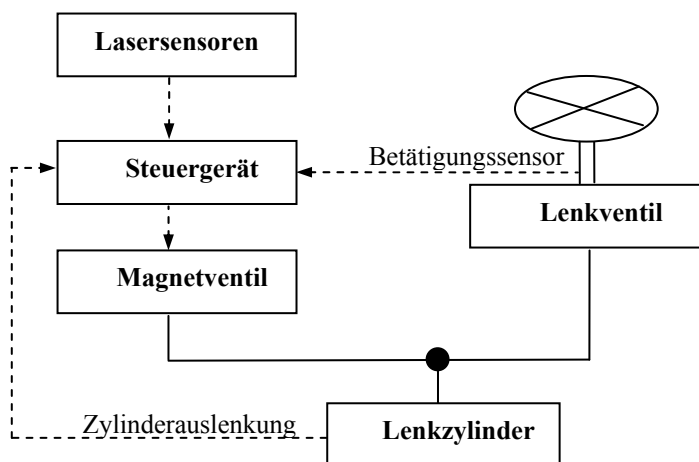 Lasersensoren
Steuergerät
Betätigungssensor
Lenkventil
Magnetventil
Zylinderauslenkung
Lenkzylinder